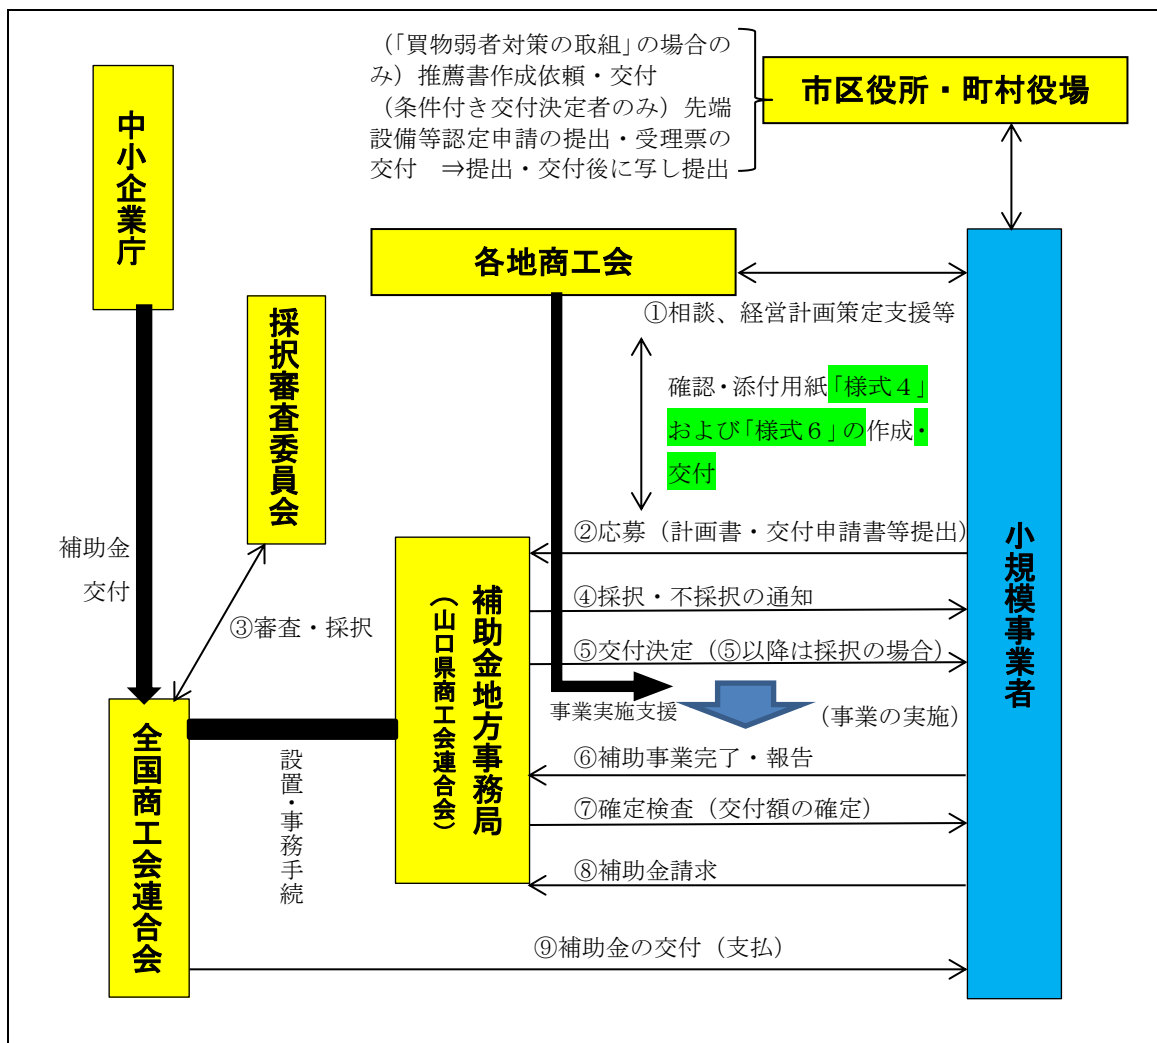 （「買物弱者対策の取組」の場合の
み）推薦書作成依頼・交付
（条件付き交付決定者のみ）先端
設備等認定申請の提出・受理票の
交付　⇒提出・交付後に写し提出
市区役所・町村役場
中小企業庁
各地商工会
採択審査委員会
①相談、経営計画策定支援等
確認・添付用紙「様式４」
および「様式６」の作成・
交付
小規模事業者
②応募（計画書・交付申請書等提出）
補助金
交付
補助金地方事務局
（山口県商工会連合会）
④採択・不採択の通知
③審査・採択
⑤交付決定（⑤以降は採択の場合）
事業実施支援
（事業の実施）
全国商工会連合会
設置・事務手続
⑥補助事業完了・報告
⑦確定検査（交付額の確定）
⑧補助金請求
⑨補助金の交付（支払）